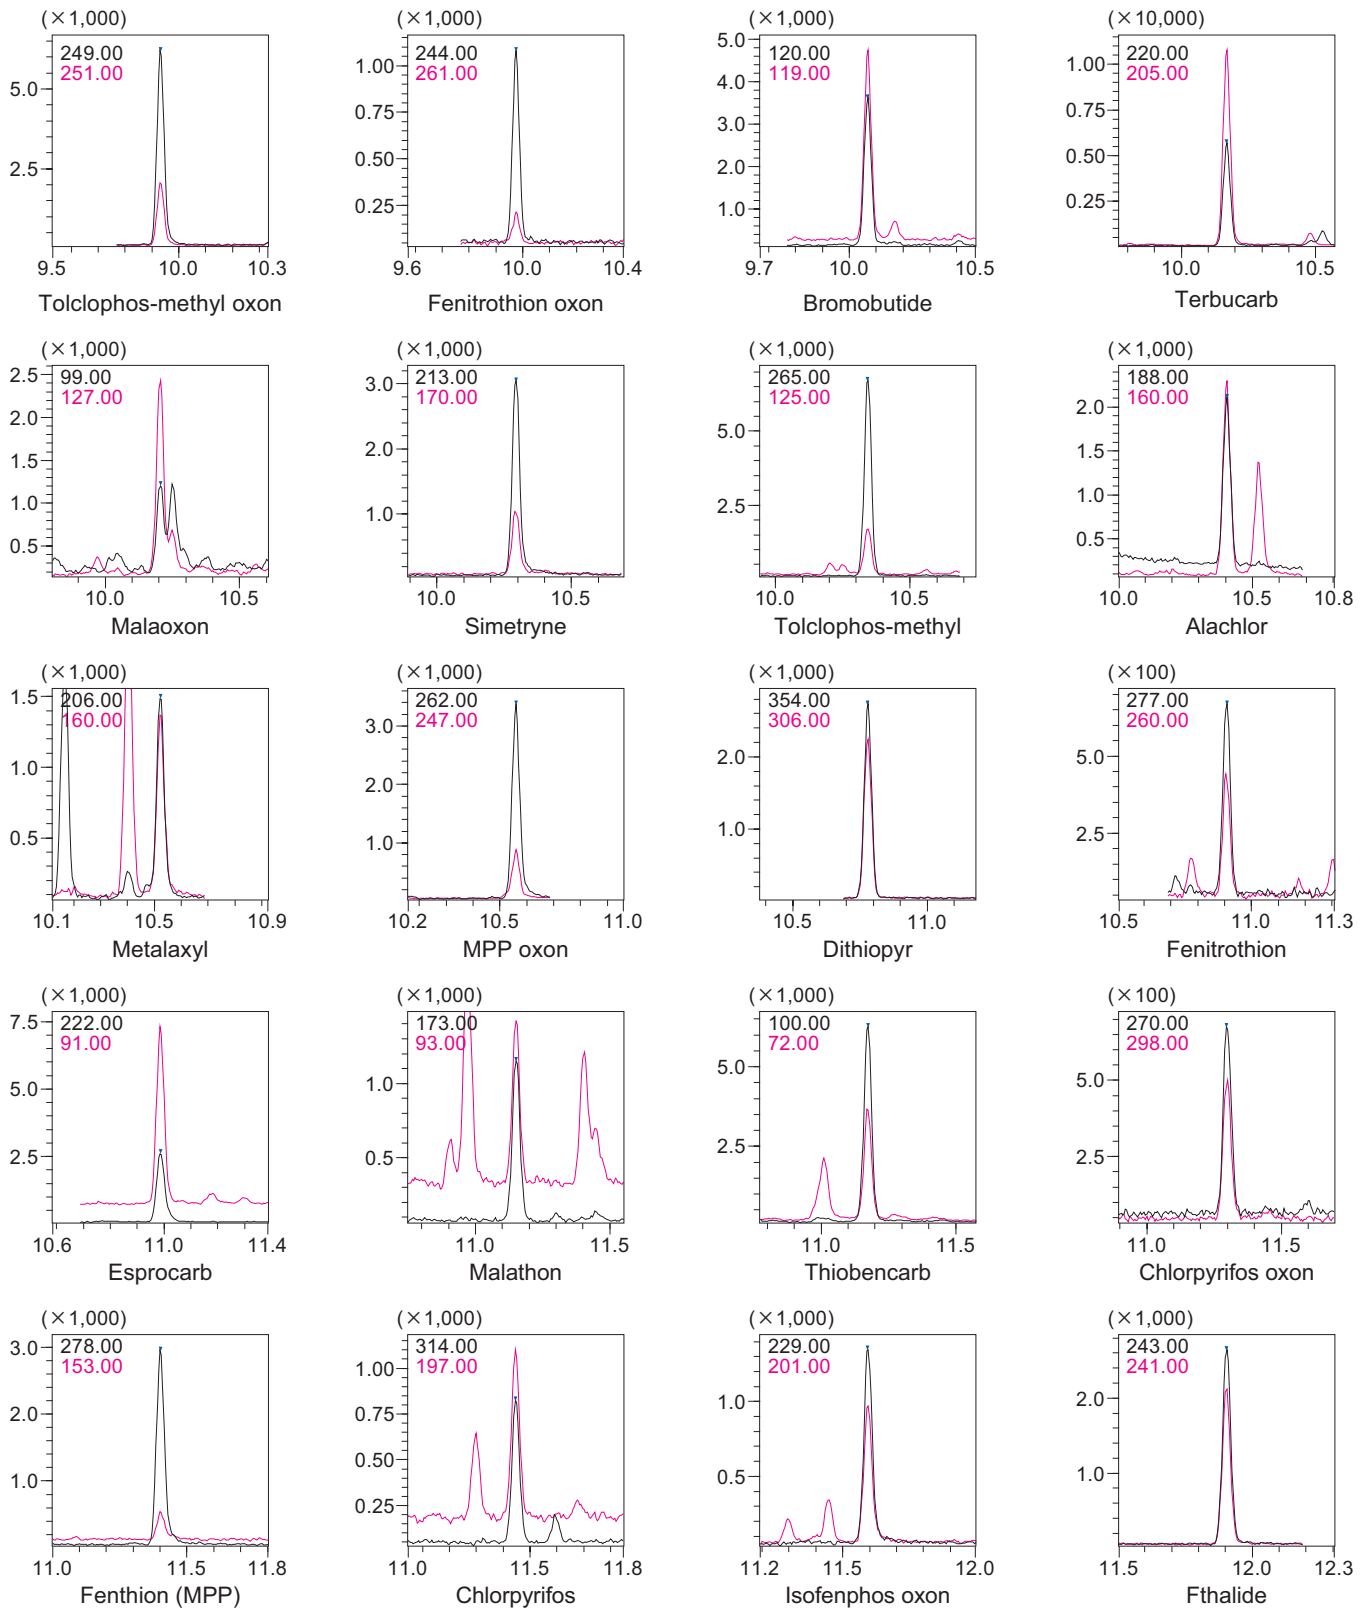 (×1,000) (×1,000) (×1,000) (×10,000)
249.00 244.00 120.00 220.00
251.00 261.00 119.00 205.00
5.0
2.5
9.5 10.0 10.3
Tolclophos-methyl oxon
1.00
0.75
0.50
0.25
9.6 10.0 10.4
Fenitrothion oxon
5.0
4.0
3.0
2.0
1.0
9.7 10.0 10.5
Bromobutide
1.00
0.75
0.50
0.25
10.0 10.5
Terbucarb
(×1,000) (×1,000) (×1,000) (×1,000)
99.00 213.00 265.00 188.00
127.00 170.00 125.00 160.00
2.5
2.0
1.5
1.0
0.5
10.0 10.5
Malaoxon
3.0
2.0
1.0
10.0 10.5
Simetryne
5.0
2.5
10.0 10.5
Tolclophos-methyl
2.0
1.5
1.0
0.5
10.0 10.5 10.8
Alachlor
(×1,000) (×1,000) (×1,000) (×100)
206.00 262.00 354.00 277.00
160.00 247.00 306.00 260.00
1.5
1.0
0.5
10.1 10.5 10.9
Metalaxyl
3.0
2.0
1.0
10.2 10.5 11.0
MPP oxon
2.0
1.0
10.5 11.0
Dithiopyr
5.0
2.5
10.5 11.0 11.3
Fenitrothion
(×1,000) (×1,000) (×1,000) (×100)
222.00 173.00 100.00 270.00
91.00 93.00 72.00 298.00
7.5
5.0
2.5
10.6 11.0 11.4
Esprocarb
1.0
0.5
11.0 11.5
Malathon
5.0
2.5
11.0 11.5
Thiobencarb
5.0
2.5
11.0 11.5
Chlorpyrifos oxon
(×1,000) (×1,000) (×1,000) (×1,000)
278.00 314.00 229.00 243.00
153.00 197.00 201.00 241.00
3.0
2.0
1.0
11.0 11.5 11.8
Fenthion (MPP)
1.00
0.75
0.50
0.25
11.0 11.5 11.8
Chlorpyrifos
1.0
0.5
11.2 11.5 12.0
Isofenphos oxon
2.0
1.0
11.5 12.0 12.3
Fthalide